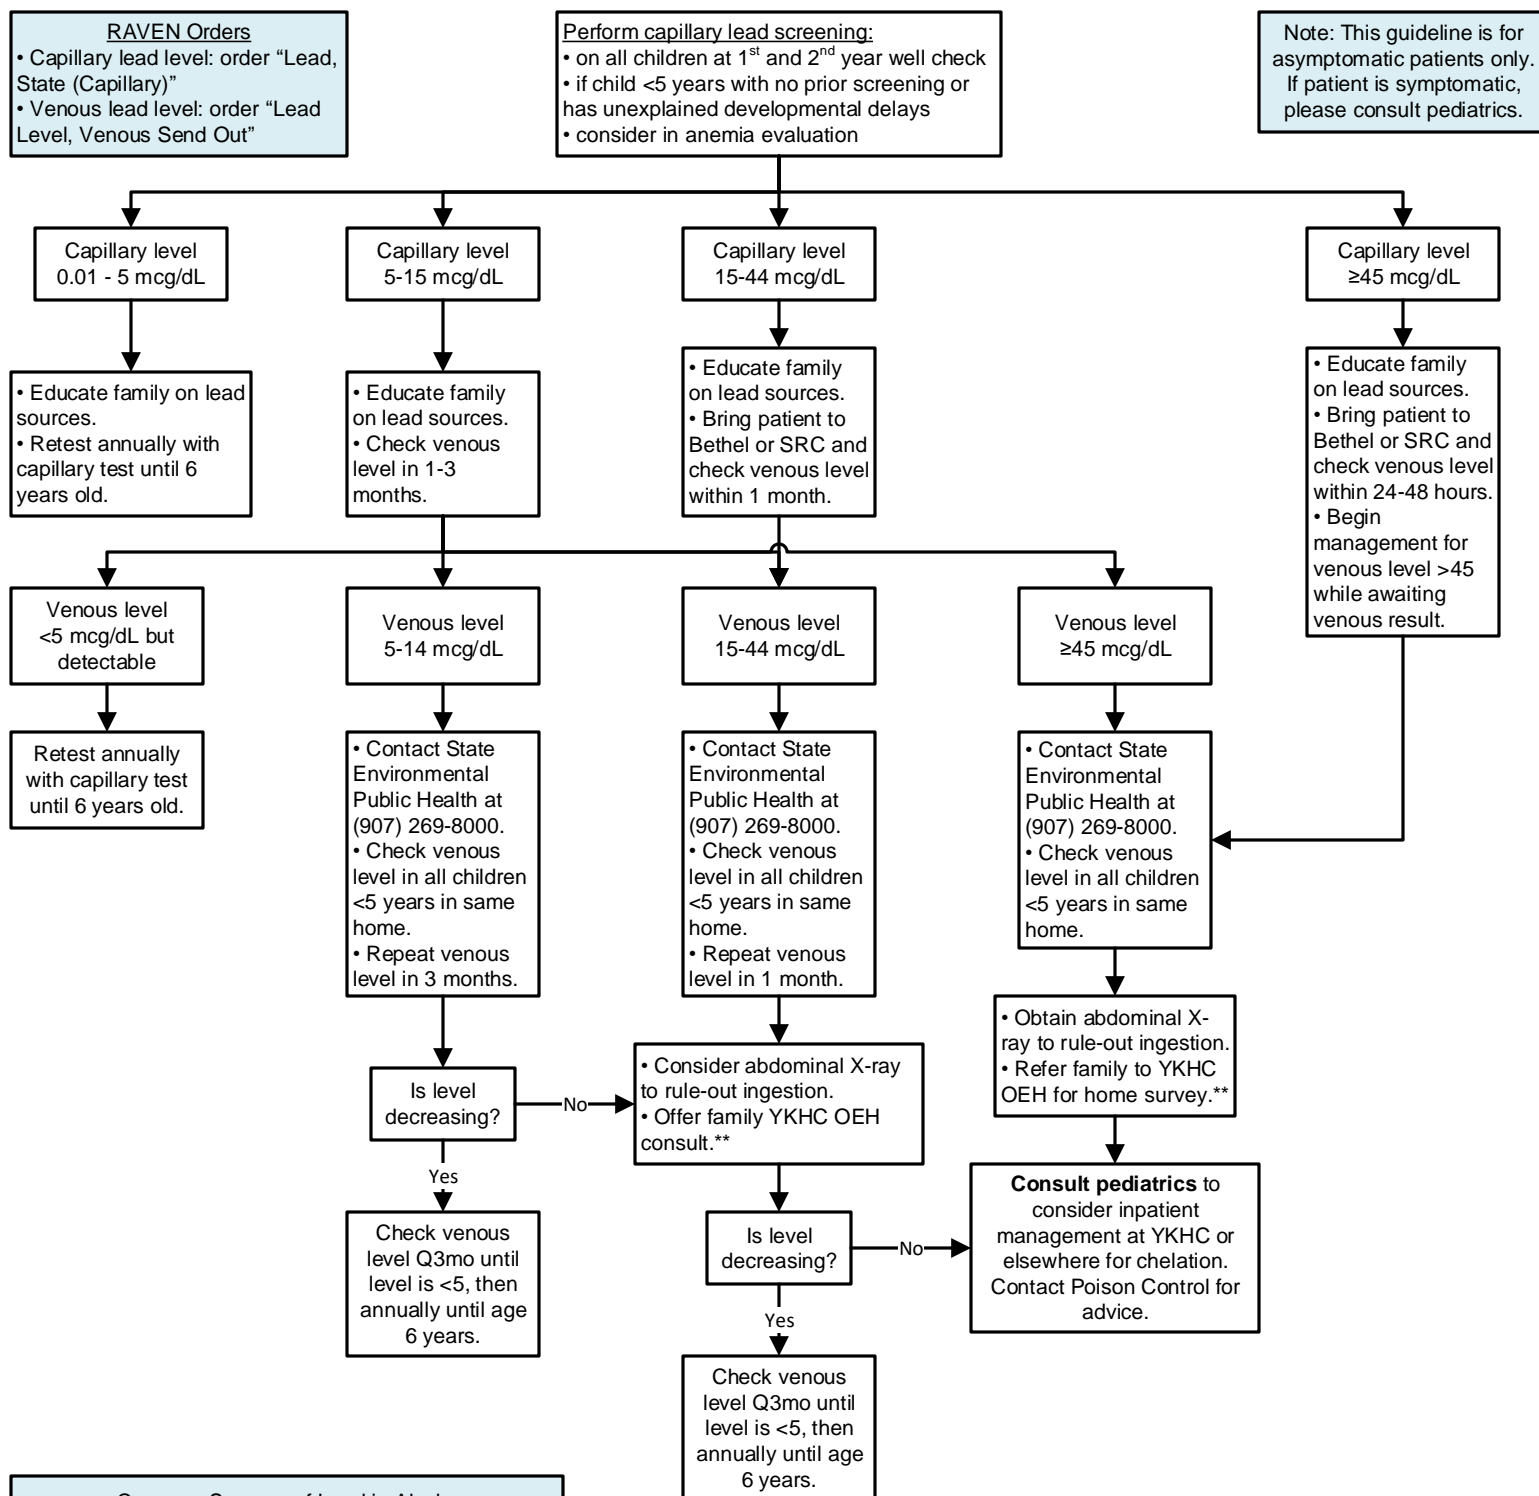 RAVEN Orders
• Capillary lead level: order “Lead,
State (Capillary)”
• Venous lead level: order “Lead
Level, Venous Send Out”
Perform capillary lead screening:
• on all children at 1st and 2nd year well check
• if child <5 years with no prior screening or
has unexplained developmental delays
• consider in anemia evaluation
Note: This guideline is for
asymptomatic patients only.
If patient is symptomatic,
please consult pediatrics.
Capillary level
0.01 - 5 mcg/dL
Capillary level
5-15 mcg/dL
Capillary level
15-44 mcg/dL
Capillary level
≥45 mcg/dL
• Educate family on lead
sources.
• Retest annually with
capillary test until 6
years old.
• Educate family
on lead sources.
• Check venous
level in 1-3
months.
• Educate family
on lead sources.
• Bring patient to
Bethel or SRC and
check venous level
within 1 month.
• Educate family
on lead sources.
• Bring patient to
Bethel or SRC and
check venous level
within 24-48 hours.
• Begin
management for
venous level >45
while awaiting
venous result.
Venous level
<5 mcg/dL but
detectable
Venous level
5-14 mcg/dL
Venous level
15-44 mcg/dL
Venous level
≥45 mcg/dL
Retest annually
with capillary test
until 6 years old.
• Contact State
Environmental
Public Health at
(907) 269-8000.
• Check venous
level in all children
<5 years in same
home.
• Repeat venous
level in 3 months.
• Contact State
Environmental
Public Health at
(907) 269-8000.
• Check venous
level in all children
<5 years in same
home.
• Repeat venous
level in 1 month.
• Contact State
Environmental
Public Health at
(907) 269-8000.
• Check venous
level in all children
<5 years in same
home.
Is level
decreasing?
No
• Consider abdominal X-ray
to rule-out ingestion.
• Offer family YKHC OEH
consult.**
• Obtain abdominal X-
ray to rule-out ingestion.
• Refer family to YKHC
OEH for home survey.**
Yes
Check venous
level Q3mo until
level is <5, then
annually until age
6 years.
Is level
decreasing?
No
Consult pediatrics to
consider inpatient
management at YKHC or
elsewhere for chelation.
Contact Poison Control for
advice.
Yes
Check venous
level Q3mo until
level is <5, then
annually until age
6 years.